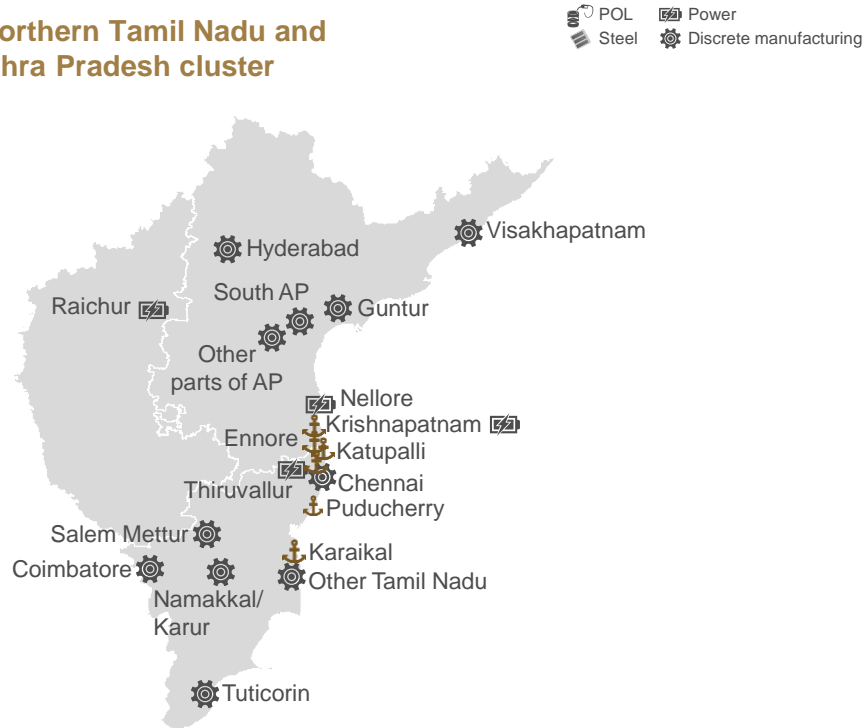 orthern Tamil Nadu and
hra Pradesh cluster
POL Power
Steel Discrete manufacturing
Visakhapatnam
Hyderabad
South AP
Raichur
Guntur
Other
parts of AP
Nellore
Krishnapatnam
Ennore
Katupalli
Thiruvallur
Chennai
Puducherry
Salem Mettur
Karaikal
Coimbatore
Other Tamil Nadu
Namakkal/
Karur
Tuticorin